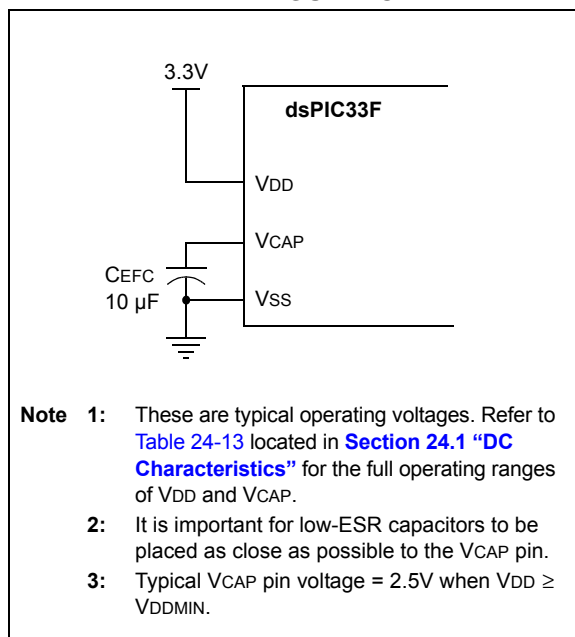 3.3V
dsPIC33F
VDD
VCAP
CEFC
10 µF
VSS
Note 1: These are typical operating voltages. Refer to
Table 24-13 located in Section 24.1 “DC
Characteristics” for the full operating ranges
of VDD and VCAP.
2: It is important for low-ESR capacitors to be
placed as close as possible to the VCAP pin.
3: Typical VCAP pin voltage = 2.5V when VDD ≥
VDDMIN.